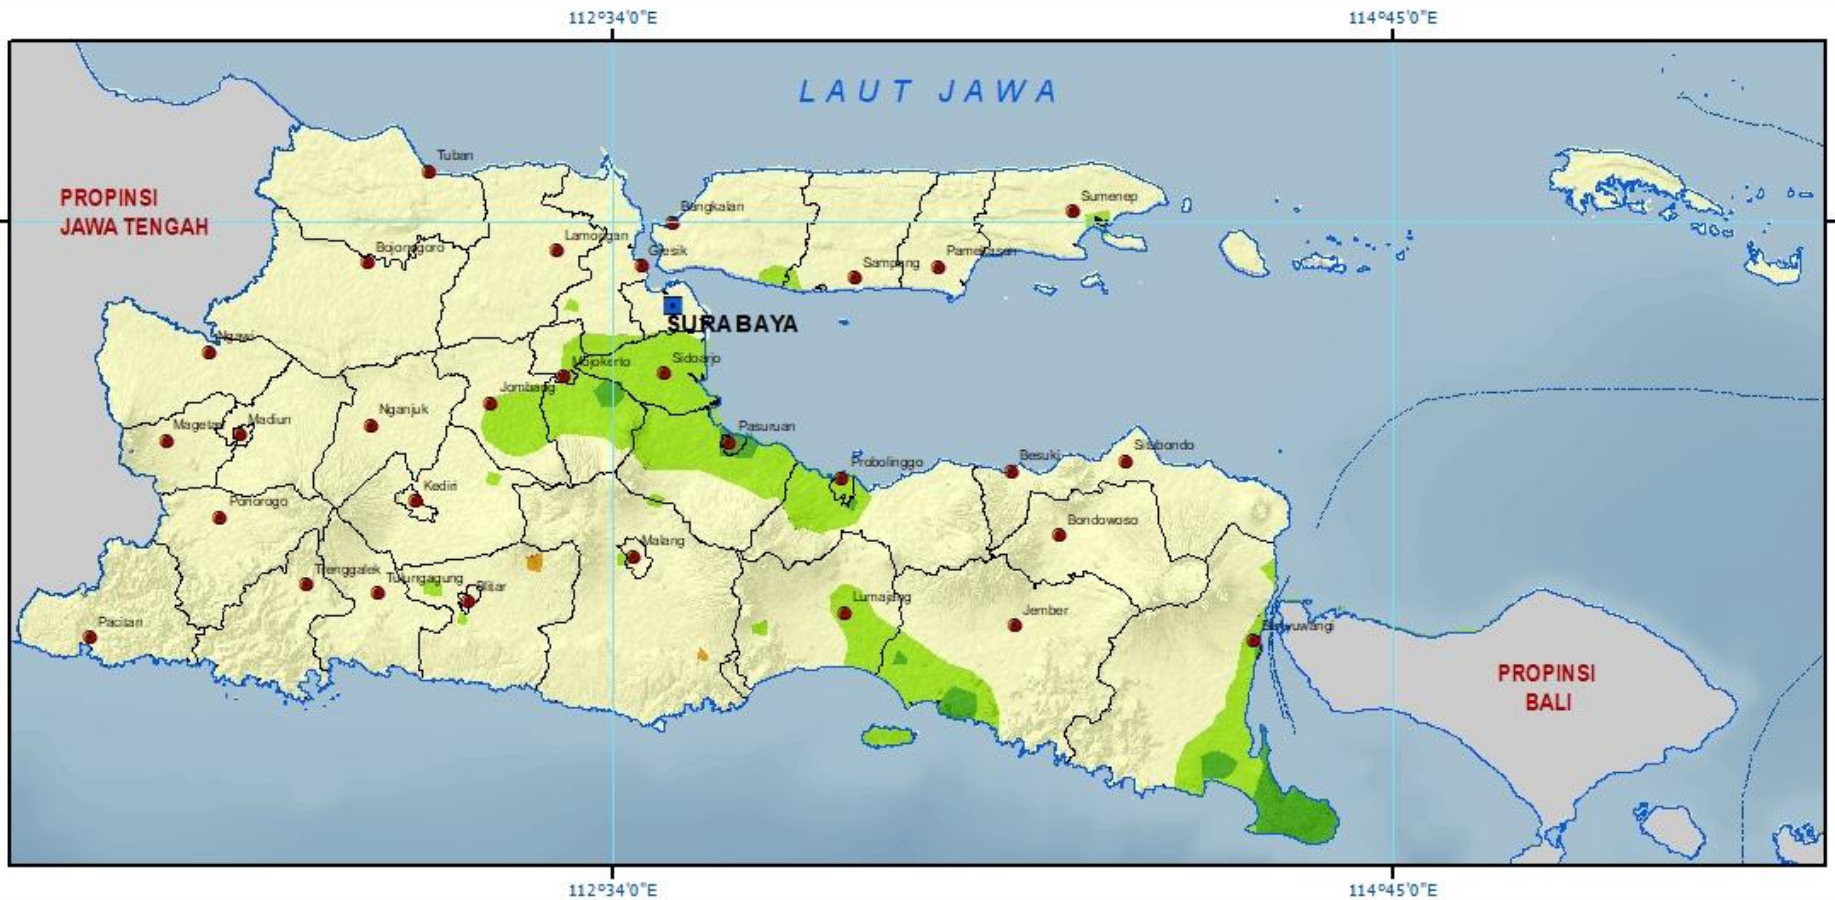 112°34'0"E
114°45'0"E
LAUT JAWA
Tuban
PROPINSI
JAWA TENGAH
Bangkalan
Sumenep
Bojonegoro
Lamongan
Gresik
Sampang
Pamekasan
SURABAYA
Ngawi
Mojokerto
Sidoarjo
Jombang
Nganjuk
Magetan
Madiun
Pasuruan
Besuki
Situbondo
Probolinggo
Kediri
Ponorogo
Bondowoso
Malang
Trenggalek
Tulungagung
Blitar
Lumajang
Jember
Pacitan
Banyuwangi
PROPINSI
BALI
112°34'0"E
114°45'0"E